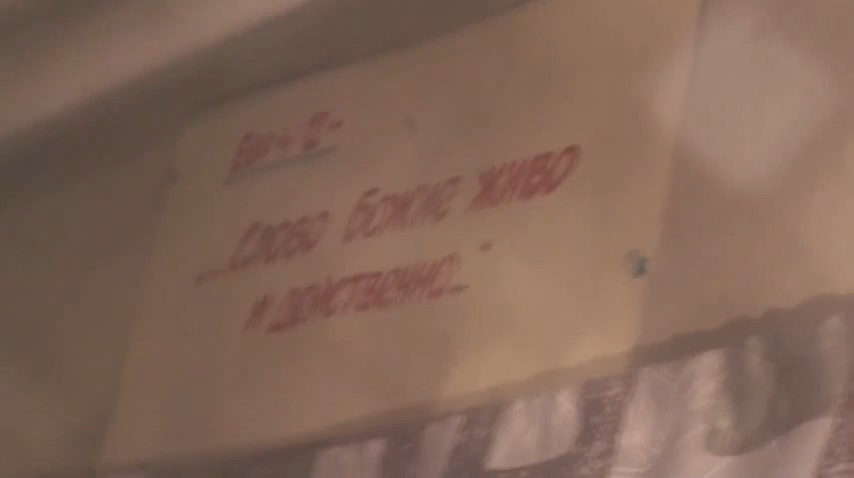 „Слово Божие живо
и действенно..."